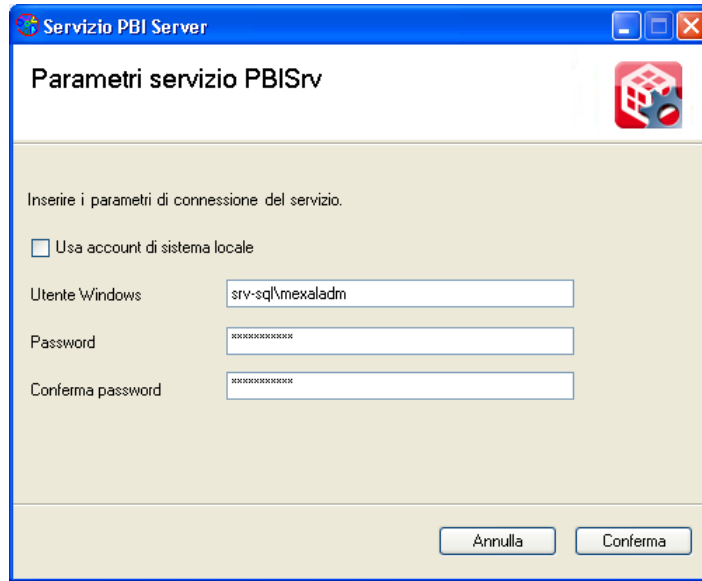 Servizio PBI Server
Parametri servizio PBISrv
Inserire i parametri di connessione del servizio.
Usa account di sistema locale
Utente Windows srv-sql\mexaladm
Password ***********
Conferma password ***********
Annulla Conferma